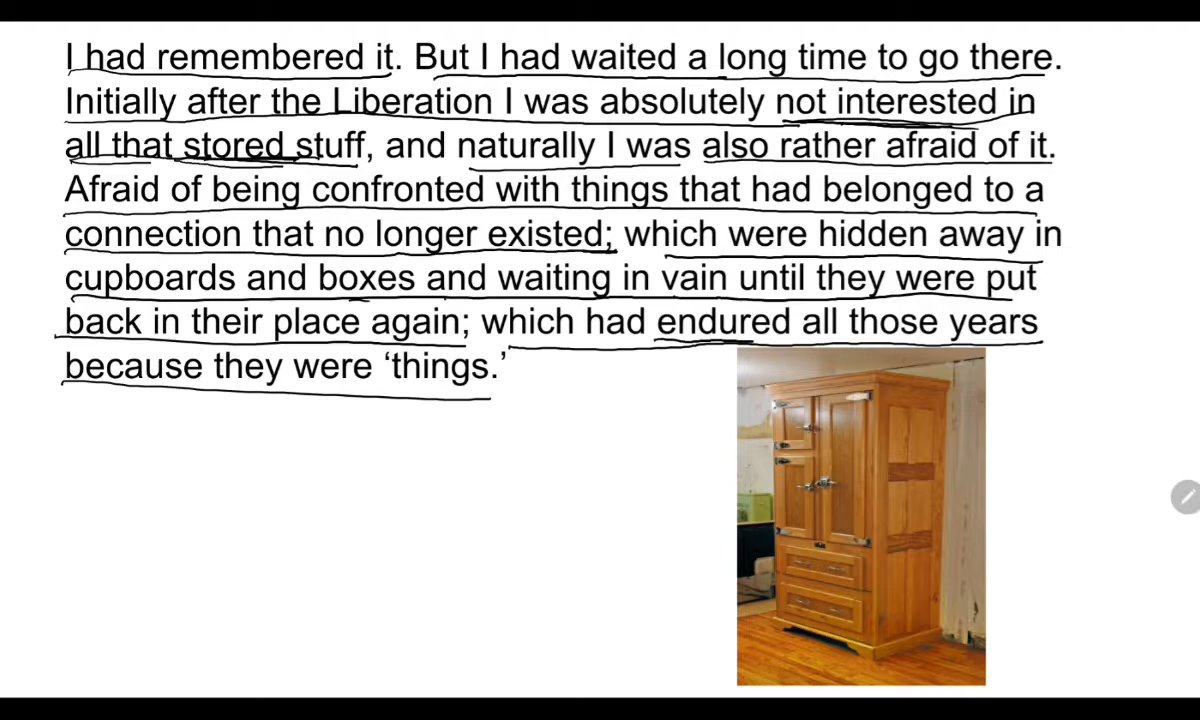 I had remembered it. But I had waited a long time to go there.
Initially after the Liberation I was absolutely not interested in
all that stored stuff, and naturally I was also rather afraid of it.
Afraid of being confronted with things that had belonged to a
connection that no longer existed; which were hidden away in
cupboards and boxes and waiting in vain until they were put
back in their place again; which had endured all those years
because they were ‘things.’